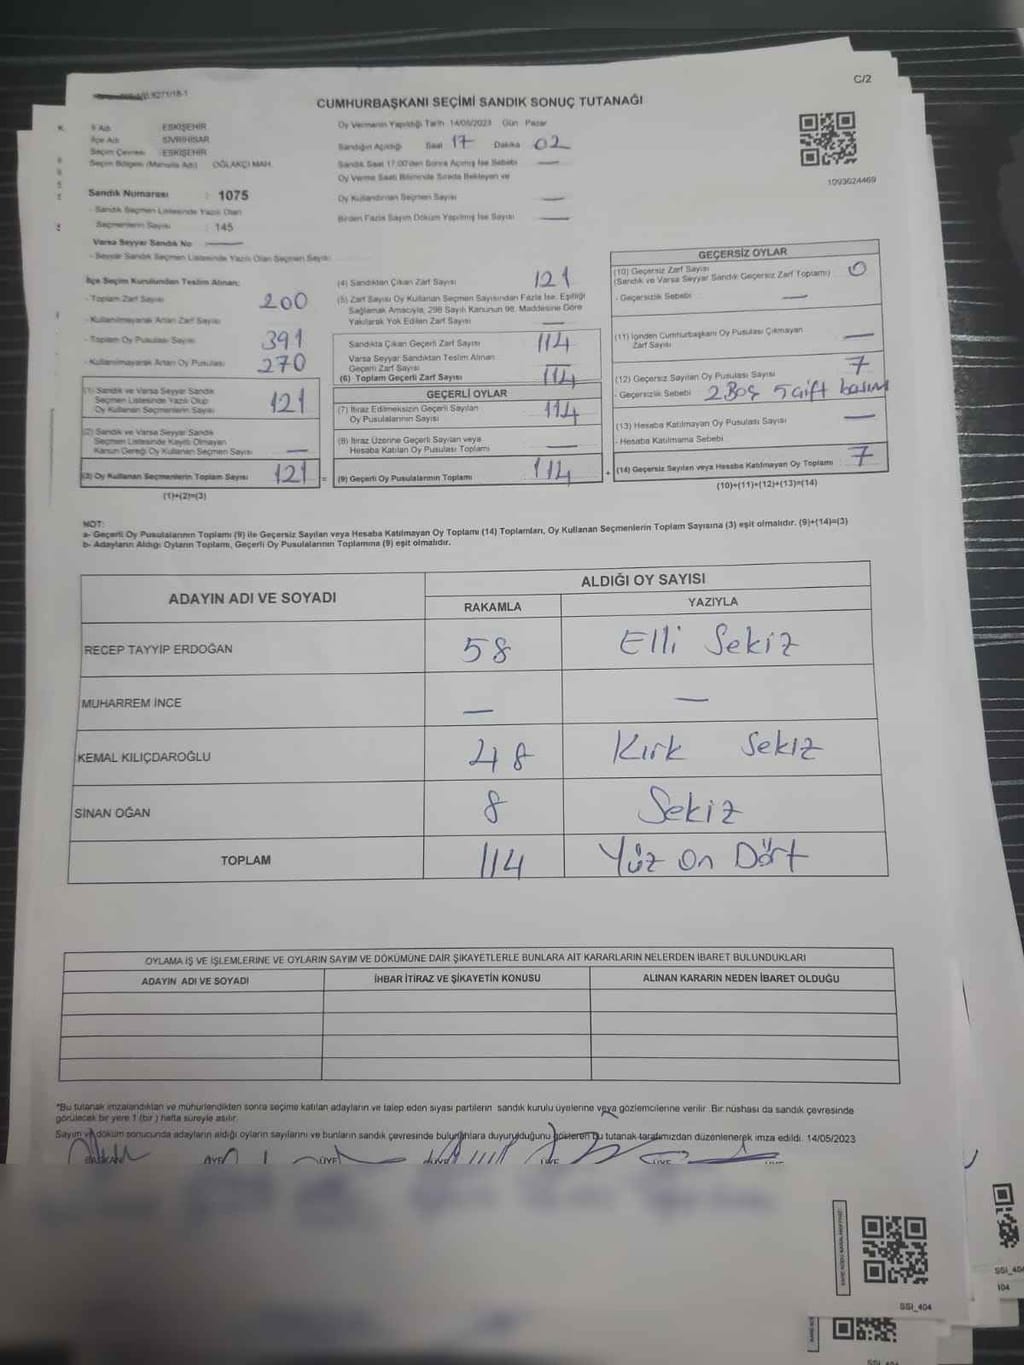 C/2
CUMHURBAŞKANI SEÇİMİ SANDIK SONUÇ TUTANAĞI
İl Adı ESKİŞEHİR
İlçe Adı SİVRİHİSAR
Seçim Çevresi ESKİŞEHİR
Seçim Bölgesi (Mahalle Adı) OĞLAKÇI MAH.
Sandık Numarası : 1075
- Sandık Seçmen Listesinde Yazılı Olan
Seçmenlerin Sayısı : 145
Varsa Seyyar Sandık No —
- Seyyar Sandık Seçmen Listesinde Yazılı Olan Seçmen Sayısı
Oy Vermenin Yapıldığı Tarih 14/05/2023 Gün Pazar
Sandığın Açıldığı Saat 17 Dakika 02
Sandık Saat 17:00'den Sonra Açılmış İse Sebebi —
Oy Verme Saati Bitiminde Sırada Bekleyen ve
Oy Kullandırılan Seçmen Sayısı —
Birden Fazla Sayım Döküm Yapılmış İse Sayısı —
1093024469
İlçe Seçim Kurulundan Teslim Alınan;
- Toplam Zarf Sayısı 200
- Kullanılmayarak Artan Zarf Sayısı
- Toplam Oy Pusulası Sayısı 391
- Kullanılmayarak Artan Oy Pusulası 270
(1) Sandık ve Varsa Seyyar Sandık
Seçmen Listesinde Yazılı Olup
Oy Kullanan Seçmenlerin Sayısı 121
(2) Sandık ve Varsa Seyyar Sandık
Seçmen Listesinde Kayıtlı Olmayan
Kanun Gereği Oy Kullanan Seçmen Sayısı —
(3) Oy Kullanan Seçmenlerin Toplam Sayısı 121 =
(1)+(2)=(3)
(4) Sandıktan Çıkan Zarf Sayısı 121
(5) Zarf Sayısı Oy Kullanan Seçmen Sayısından Fazla İse; Eşitliği
Sağlamak Amacıyla, 298 Sayılı Kanunun 98. Maddesine Göre
Yakılarak Yok Edilen Zarf Sayısı —
Sandıkta Çıkan Geçerli Zarf Sayısı 114
Varsa Seyyar Sandıktan Teslim Alınan
Geçerli Zarf Sayısı —
(6) Toplam Geçerli Zarf Sayısı 114
GEÇERLİ OYLAR
(7) İtiraz Edilmeksizin Geçerli Sayılan
Oy Pusulalarının Sayısı 114
(8) İtiraz Üzerine Geçerli Sayılan veya
Hesaba Katılan Oy Pusulası Toplamı —
(9) Geçerli Oy Pusulalarının Toplamı 114 +
GEÇERSİZ OYLAR
(10) Geçersiz Zarf Sayısı
(Sandık ve Varsa Seyyar Sandık Geçersiz Zarf Toplamı) 0
- Geçersizlik Sebebi —
(11) İçinden Cumhurbaşkanı Oy Pusulası Çıkmayan
Zarf Sayısı —
(12) Geçersiz Sayılan Oy Pusulası Sayısı 7
- Geçersizlik Sebebi 2 Boş 5 çift basım
(13) Hesaba Katılmayan Oy Pusulası Sayısı —
- Hesaba Katılmama Sebebi
(14) Geçersiz Sayılan veya Hesaba Katılmayan Oy Toplamı 7
(10)+(11)+(12)+(13)=(14)
NOT:
a- Geçerli Oy Pusulalarının Toplamı (9) ile Geçersiz Sayılan veya Hesaba Katılmayan Oy Toplamı (14) Toplamları, Oy Kullanan Seçmenlerin Toplam Sayısına (3) eşit olmalıdır. (9)+(14)=(3)
b- Adayların Aldığı Oyların Toplamı, Geçerli Oy Pusulalarının Toplamına (9) eşit olmalıdır.
ADAYIN ADI VE SOYADI ALDIĞI OY SAYISI
RAKAMLA YAZIYLA
RECEP TAYYİP ERDOĞAN 58 Elli Sekiz
MUHARREM İNCE — —
KEMAL KILIÇDAROĞLU 48 Kırk Sekiz
SİNAN OĞAN 8 Sekiz
TOPLAM 114 Yüz On Dört
OYLAMA İŞ VE İŞLEMLERİNE VE OYLARIN SAYIM VE DÖKÜMÜNE DAİR ŞİKAYETLERLE BUNLARA AİT KARARLARIN NELERDEN İBARET BULUNDUKLARI
ADAYIN ADI VE SOYADI İHBAR İTİRAZ VE ŞİKAYETİN KONUSU ALINAN KARARIN NEDEN İBARET OLDUĞU
"Bu tutanak imzalandıktan ve mühürlendikten sonra seçime katılan adayların ve talep eden siyasi partilerin sandık kurulu üyelerine veya gözlemcilerine verilir. Bir nüshası da sandık çevresinde
görülecek bir yere 1 (bir) hafta süreyle asılır.
Sayım ve döküm sonucunda adayların aldığı oyların sayılarını ve bunların sandık çevresinde bulunanlara duyurulduğunu gösteren bu tutanak tarafımızdan düzenlenerek imza edildi. 14/05/2023
BAŞKAN ÜYE ÜYE ÜYE ÜYE ÜYE ÜYE
SSI_404